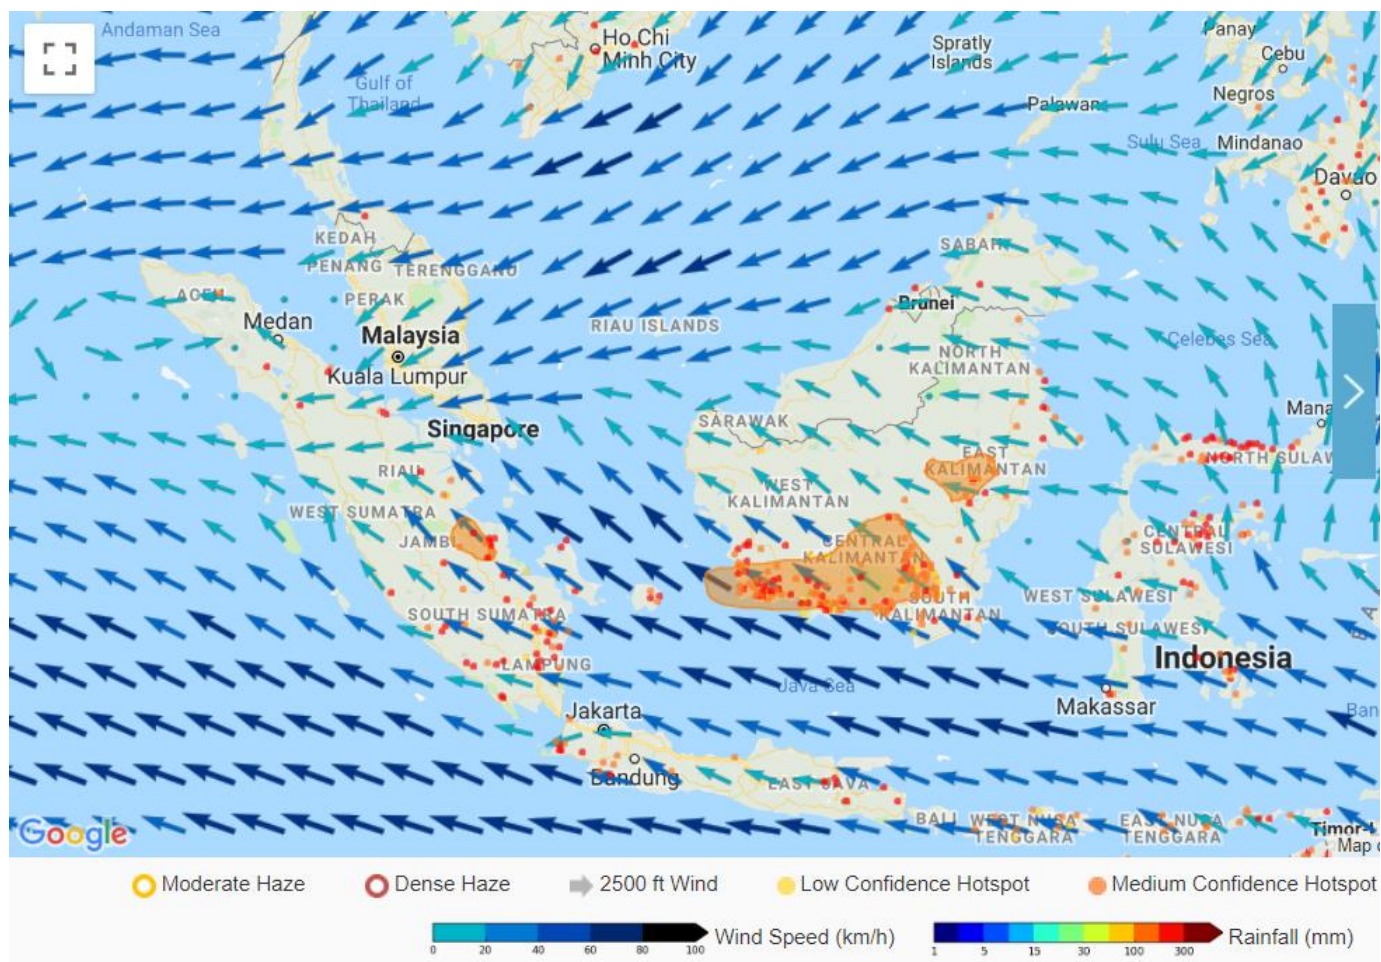 Andaman Sea
Ho Chi
Minh City
Spratly
Islands
Panay
Cebu
Gulf of
Thailand
Negros
Palawan
Sulu Sea
Mindanao
Davao
KEDAH
PENANG
TERENGGANU
SABAH
ACEH
PERAK
Brunei
Medan
Malaysia
RIAU ISLANDS
Celebes Sea
NORTH
KALIMANTAN
Kuala Lumpur
Mana
SARAWAK
Singapore
EAST
KALIMANTAN
NORTH SULAW
RIAU
WEST
KALIMANTAN
WEST SUMATRA
JAMBI
CENTRAL
KALIMANTAN
CENTRAL
SULAWESI
SOUTH SUMATRA
SOUTH
KALIMANTAN
WEST SULAWESI
SOUTH SULAWESI
BA
LAMPUNG
Indonesia
Java Sea
Makassar
Jakarta
Ban
Bandung
EAST JAVA
BALI
WEST NUSA
TENGGARA
EAST NUSA
TENGGARA
Timor-L
Map d
Google
Moderate Haze
Dense Haze
2500 ft Wind
Low Confidence Hotspot
Medium Confidence Hotspot
0 20 40 60 80 100
Wind Speed (km/h)
1 5 15 30 100 300
Rainfall (mm)